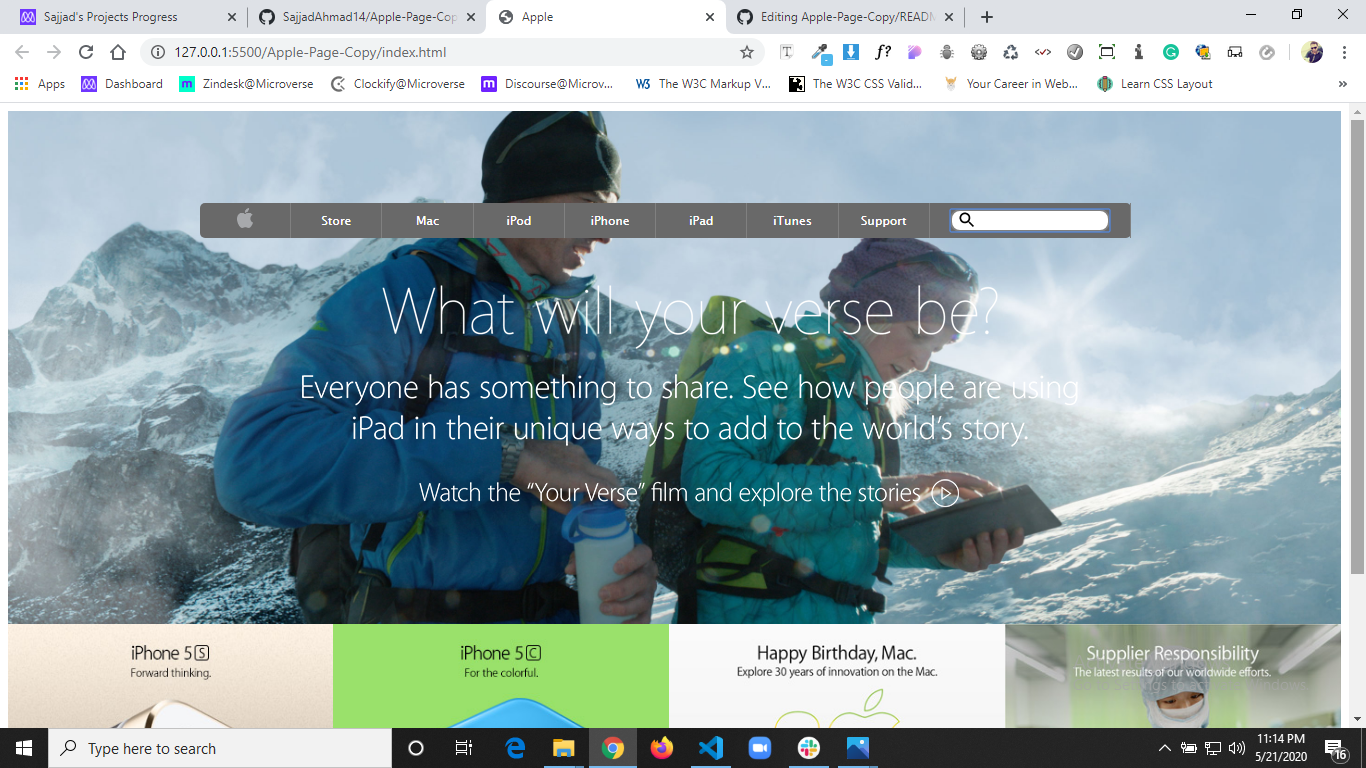 Sajjad's Projects Progress
SajjadAhmad14/Apple-Page-Cop
Apple
Editing Apple-Page-Copy/READM
127.0.0.1:5500/Apple-Page-Copy/index.html
Apps
Dashboard
Zindesk@Microverse
Clockify@Microverse
Discourse@Microv...
The W3C Markup V...
The W3C CSS Valid...
Your Career in Web...
Learn CSS Layout
Store
Mac
iPod
iPhone
iPad
iTunes
Support
What will your verse be?
Everyone has something to share. See how people are using
iPad in their unique ways to add to the world's story.
Watch the “Your Verse” film and explore the stories
iPhone 5S
Forward thinking.
iPhone 5C
For the colorful.
Happy Birthday, Mac.
Explore 30 years of innovation on the Mac.
Supplier Responsibility
The latest results of our worldwide efforts.
Type here to search
11:14 PM
5/21/2020
16